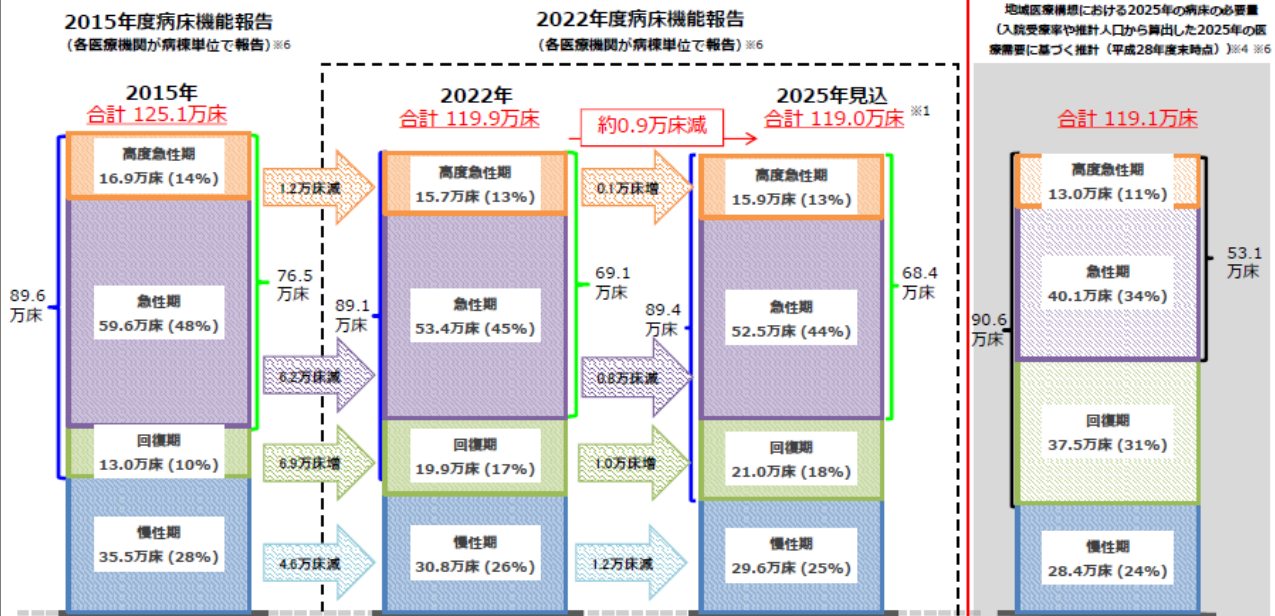 2015年度病床機能報告
(各医療機関が病棟単位で報告) ※6
2022年度病床機能報告
(各医療機関が病棟単位で報告) ※6
地域医療構想における2025年の病床の必要量
(入院受療率や推計人口から算出した2025年の医
療需要に基づく推計(平成28年度末時点))※4 ※6
2015年
合計 125.1万床
2022年
合計 119.9万床
約0.9万床減
2025年見込
合計 119.0万床 ※1
合計 119.1万床
高度急性期
16.9万床 (14%)
1.2万床減
高度急性期
15.7万床 (13%)
0.1万床増
高度急性期
15.9万床 (13%)
高度急性期
13.0万床 (11%)
89.6
万床
急性期
59.6万床 (48%)
76.5
万床
6.2万床減
89.1
万床
急性期
53.4万床 (45%)
69.1
万床
0.8万床減
89.4
万床
急性期
52.5万床 (44%)
68.4
万床
90.6
万床
急性期
40.1万床 (34%)
53.1
万床
回復期
13.0万床 (10%)
6.9万床増
回復期
19.9万床 (17%)
1.0万床増
回復期
21.0万床 (18%)
回復期
37.5万床 (31%)
慢性期
35.5万床 (28%)
4.6万床減
慢性期
30.8万床 (26%)
1.2万床減
慢性期
29.6万床 (25%)
慢性期
28.4万床 (24%)